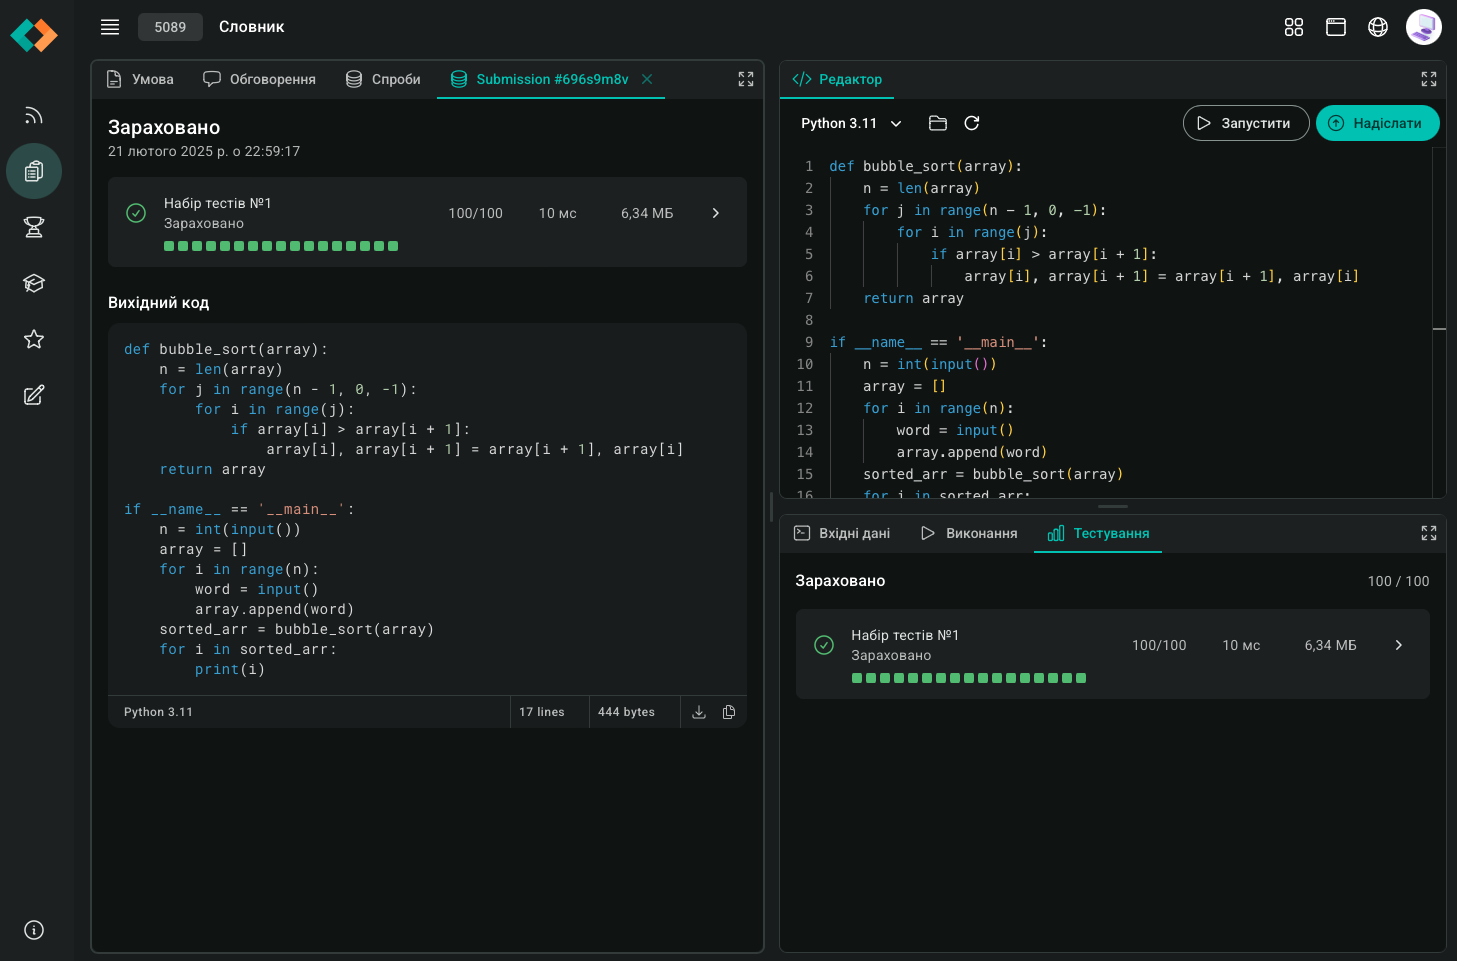 5089 Словник
Умова Обговорення Спроби Submission #696s9m8v
Зараховано
21 лютого 2025 р. о 22:59:17
Набір тестів №1
Зараховано
100/100 10 мс 6,34 МБ
Вихідний код
def bubble_sort(array):
    n = len(array)
    for j in range(n - 1, 0, -1):
        for i in range(j):
            if array[i] > array[i + 1]:
                array[i], array[i + 1] = array[i + 1], array[i]
    return array
if __name__ == '__main__':
    n = int(input())
    array = []
    for i in range(n):
        word = input()
        array.append(word)
    sorted_arr = bubble_sort(array)
    for i in sorted_arr:
        print(i)
Python 3.11 17 lines 444 bytes
Редактор
Python 3.11 Запустити Надіслати
1 def bubble_sort(array):
2     n = len(array)
3     for j in range(n - 1, 0, -1):
4         for i in range(j):
5             if array[i] > array[i + 1]:
6                 array[i], array[i + 1] = array[i + 1], array[i]
7     return array
8
9 if __name__ == '__main__':
10     n = int(input())
11     array = []
12     for i in range(n):
13         word = input()
14         array.append(word)
15     sorted_arr = bubble_sort(array)
16     for i in sorted_arr:
Вхідні дані Виконання Тестування
Зараховано 100 / 100
Набір тестів №1
Зараховано
100/100 10 мс 6,34 МБ